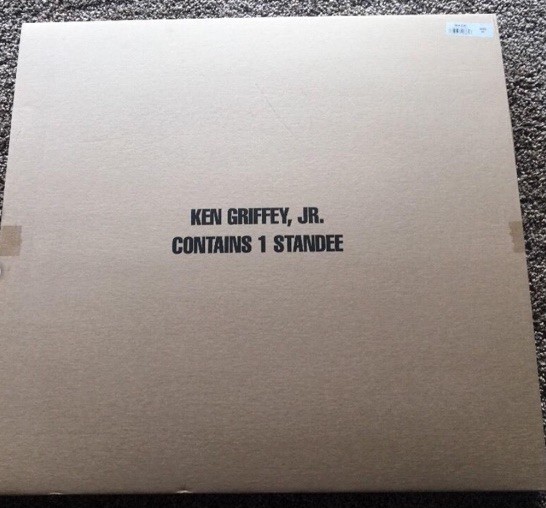 KEN GRIFFEY, JR.
CONTAINS 1 STANDEE